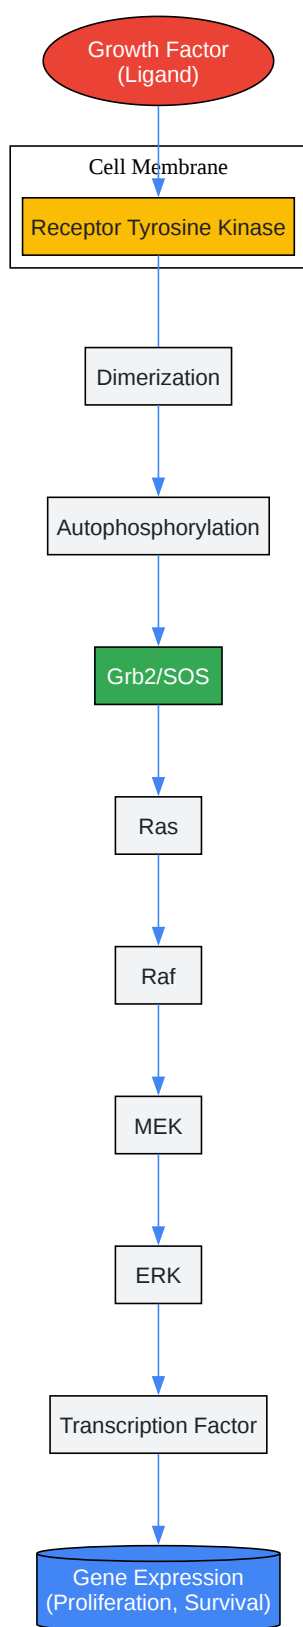 Growth Factor
(Ligand)
Cell Membrane
Receptor Tyrosine Kinase
Dimerization
Autophosphorylation
Grb2/SOS
Ras
Raf
MEK
ERK
Transcription Factor
Gene Expression
(Proliferation, Survival)